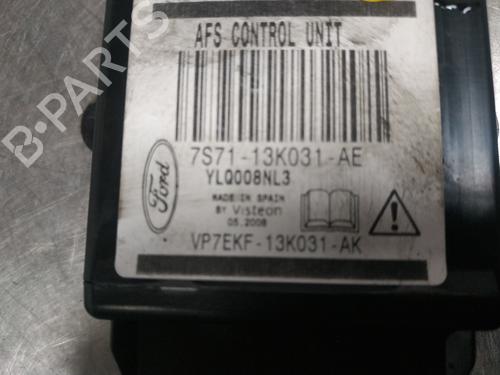 AFS CONTROL UNIT
7S71-13K031-AE
YLQ008NL3
MADE IN SPAIN
BY Visteon
05.2008
VP7EKF-13K031-AK
Ford
B-PARTS